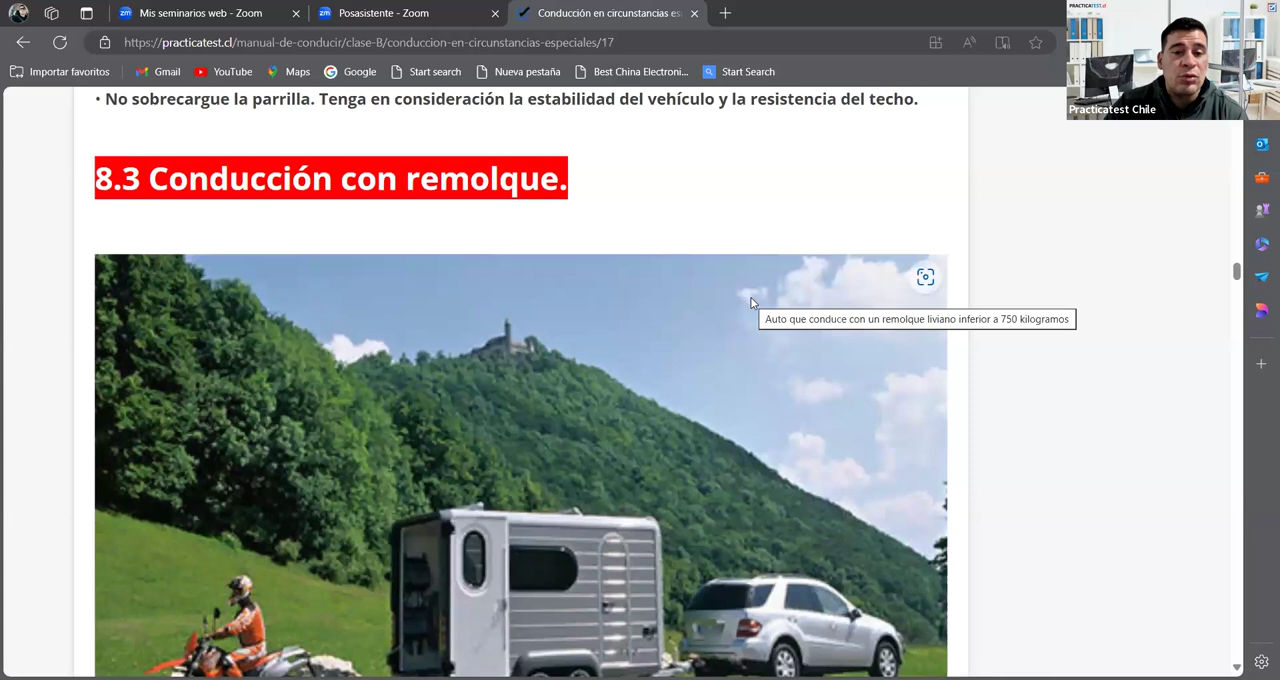 Mis seminarios web - Zoom
Posasistente - Zoom
Conducción en circunstancias es
https://practicatest.cl/manual-de-conducir/clase-B/conduccion-en-circunstancias-especiales/17
Importar favoritos
Gmail
YouTube
Maps
Google
Start search
Nueva pestaña
Best China Electroni...
Start Search
PRACTICATEST.cl
Practicatest Chile
• No sobrecargue la parrilla. Tenga en consideración la estabilidad del vehículo y la resistencia del techo.
8.3 Conducción con remolque.
Auto que conduce con un remolque liviano inferior a 750 kilogramos